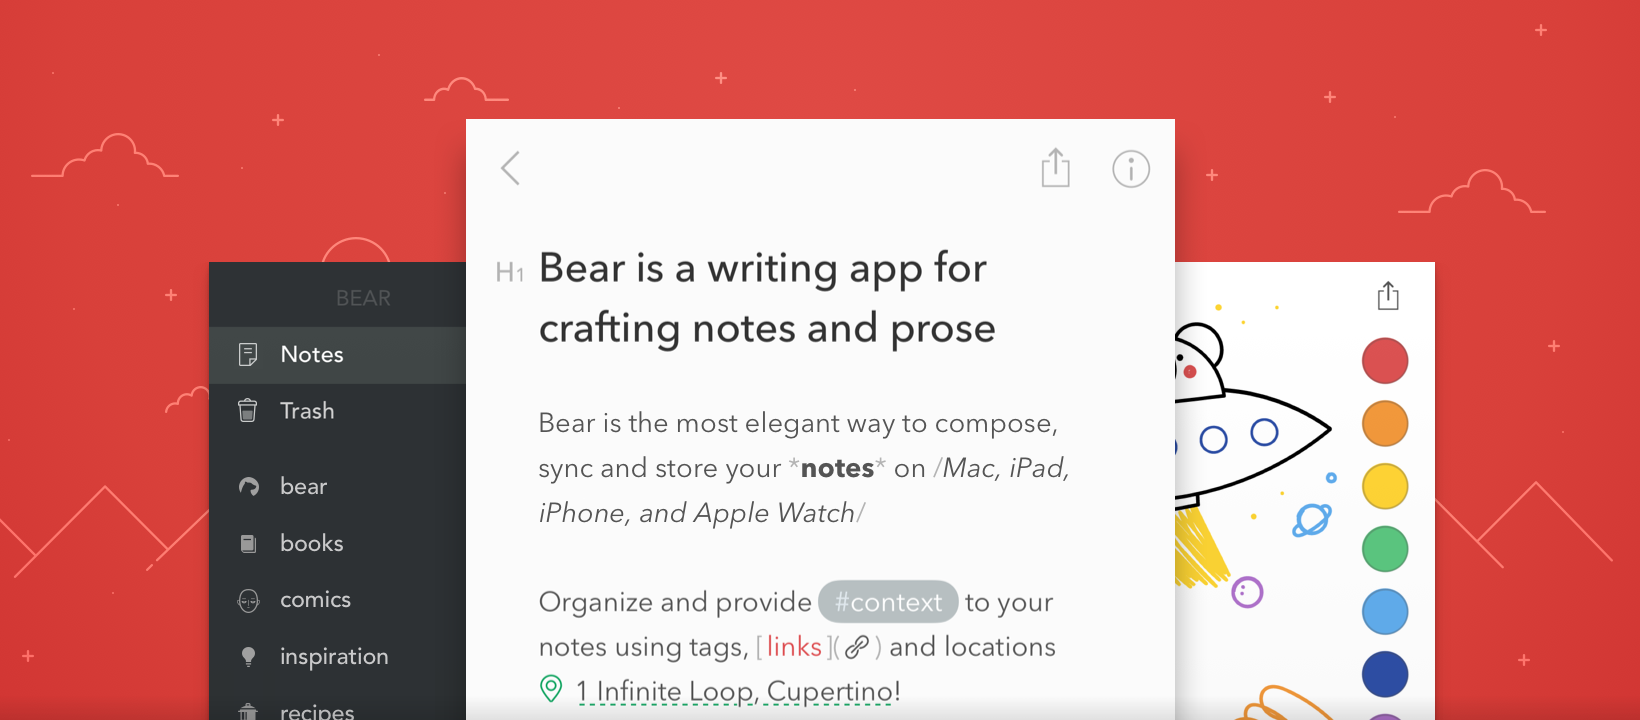 BEAR
Notes
Trash
bear
books
comics
inspiration
recipes
H1 Bear is a writing app for
crafting notes and prose
Bear is the most elegant way to compose,
sync and store your *notes* on /Mac, iPad,
iPhone, and Apple Watch/
Organize and provide #context to your
notes using tags, [links]() and locations
1 Infinite Loop, Cupertino!